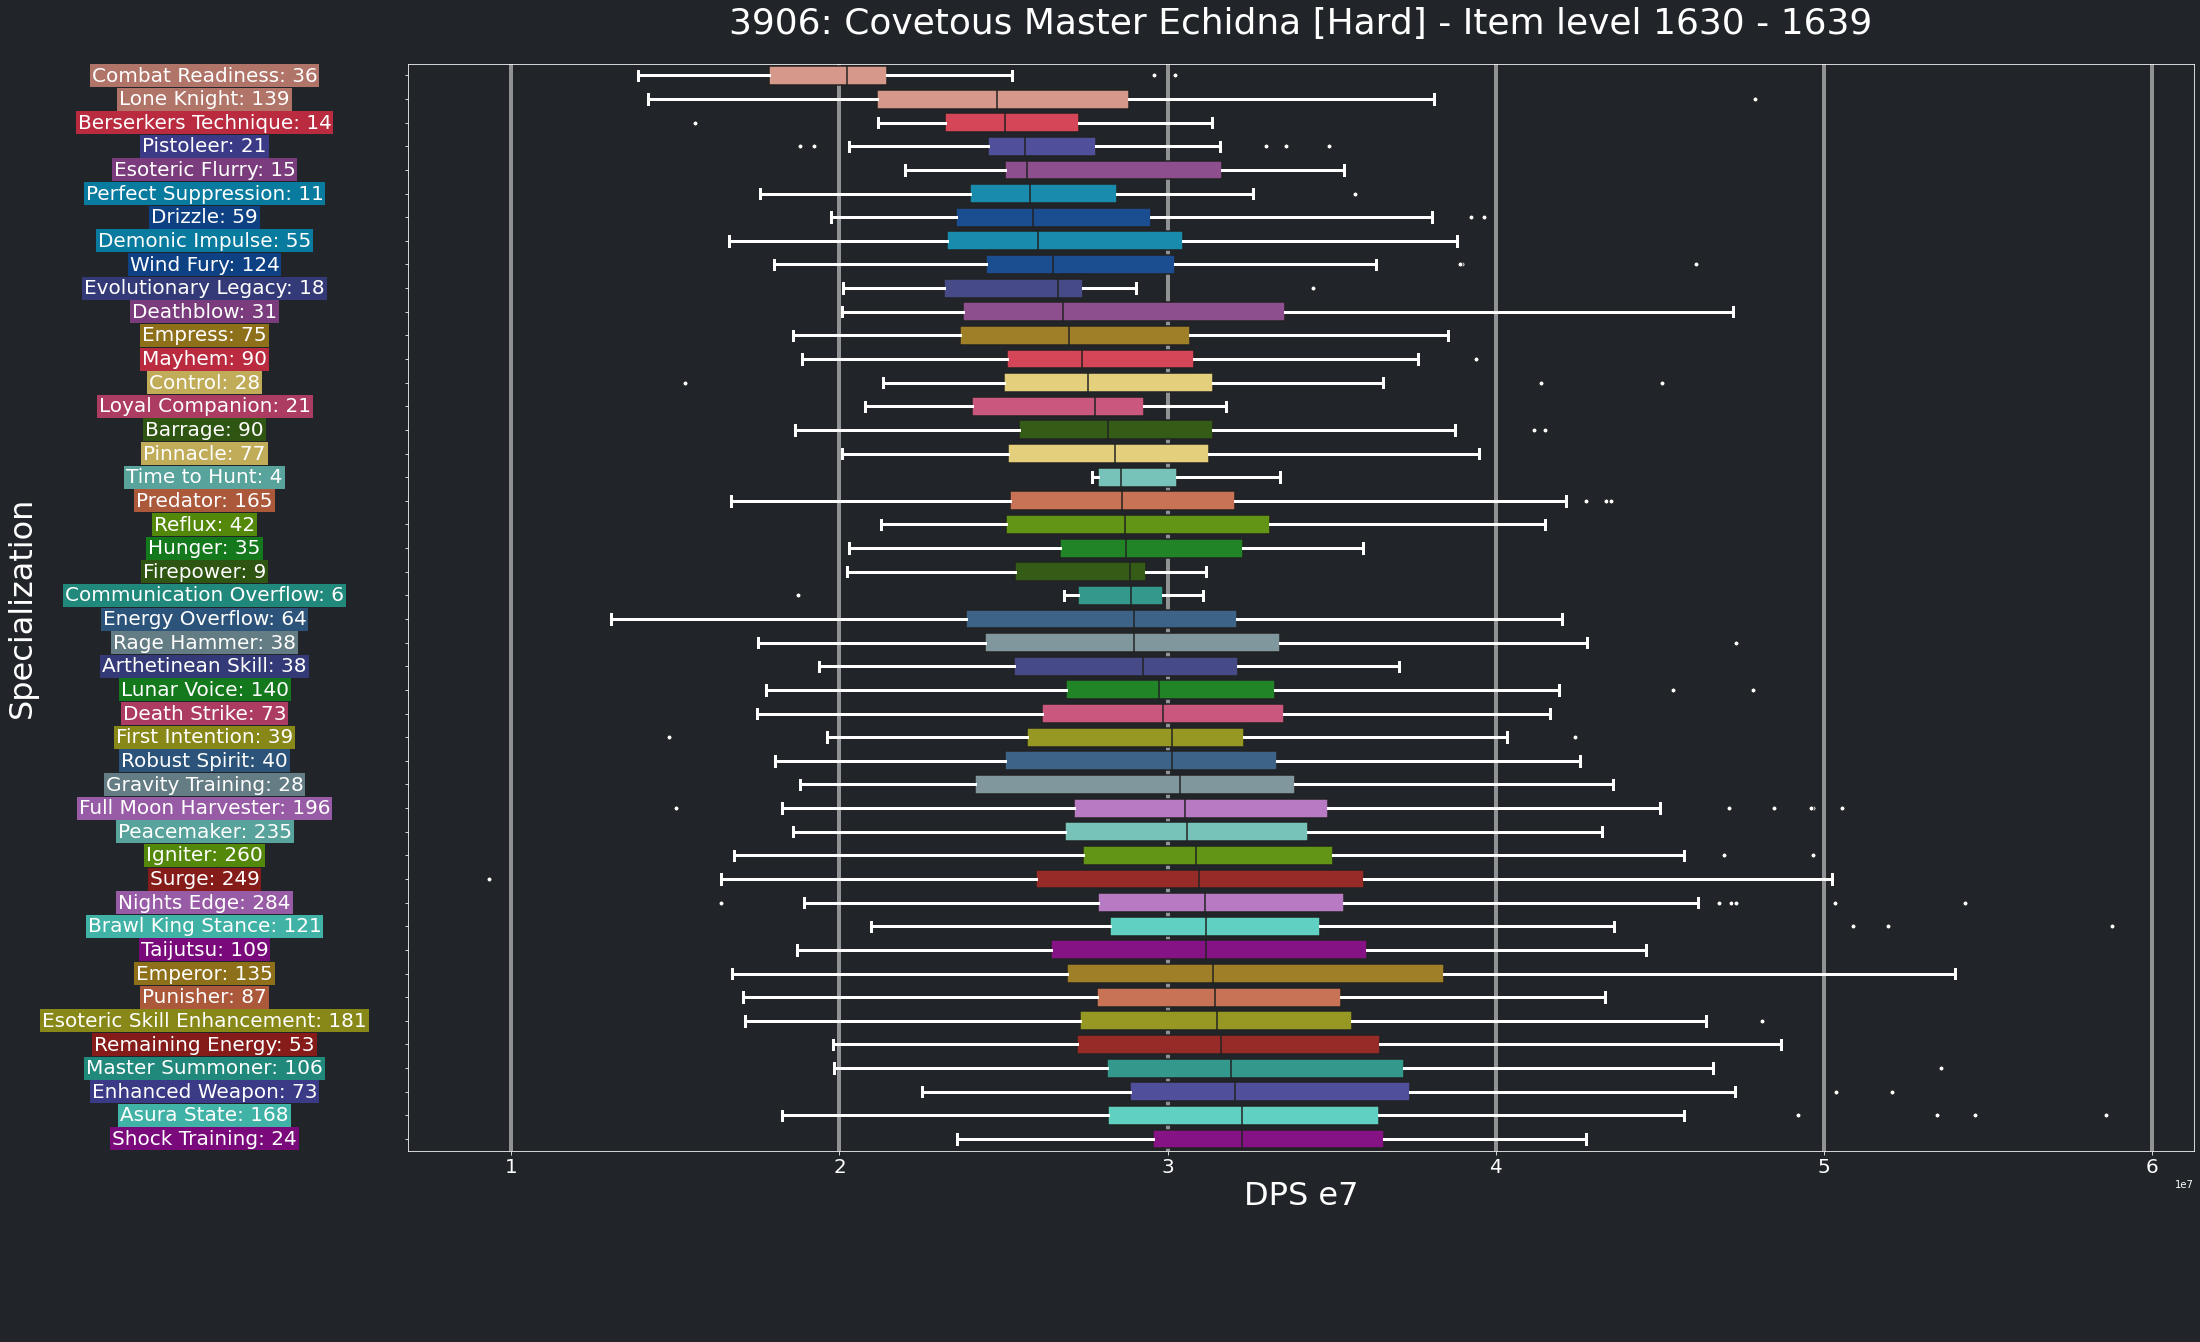 3906: Covetous Master Echidna [Hard] - Item level 1630 - 1639
Combat Readiness: 36
Lone Knight: 139
Berserkers Technique: 14
Pistoleer: 21
Esoteric Flurry: 15
Perfect Suppression: 11
Drizzle: 59
Demonic Impulse: 55
Wind Fury: 124
Evolutionary Legacy: 18
Deathblow: 31
Empress: 75
Mayhem: 90
Control: 28
Loyal Companion: 21
Barrage: 90
Pinnacle: 77
Time to Hunt: 4
Predator: 165
Reflux: 42
Hunger: 35
Firepower: 9
Communication Overflow: 6
Energy Overflow: 64
Rage Hammer: 38
Arthetinean Skill: 38
Lunar Voice: 140
Death Strike: 73
First Intention: 39
Robust Spirit: 40
Gravity Training: 28
Full Moon Harvester: 196
Peacemaker: 235
Igniter: 260
Surge: 249
Nights Edge: 284
Brawl King Stance: 121
Taijutsu: 109
Emperor: 135
Punisher: 87
Esoteric Skill Enhancement: 181
Remaining Energy: 53
Master Summoner: 106
Enhanced Weapon: 73
Asura State: 168
Shock Training: 24
Specialization
1 2 3 4 5 6
1e7
DPS e7